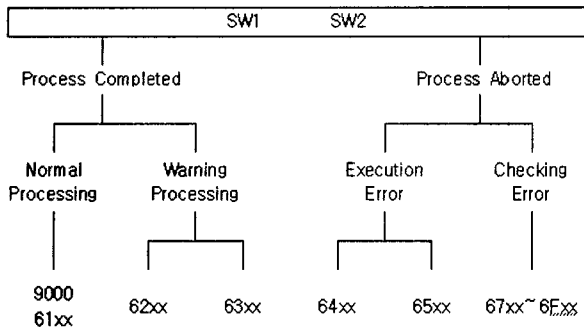 SW1 SW2
Process Completed
Process Aborted
Normal
Processing
Warning
Processing
Execution
Error
Checking
Error
9000
61xx
62xx
63xx
64xx
65xx
67xx~6Fxx